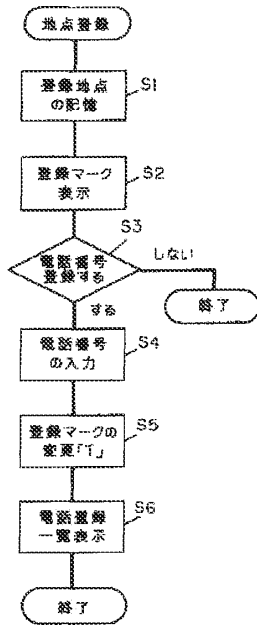 地点登録
登録地点
の記憶
S1
登録マーク
表示
S2
S3
電話番号
登録する
しない
終了
する
電話番号
の入力
S4
登録マークの
変更「T」
S5
電話登録
一覧表示
S6
終了